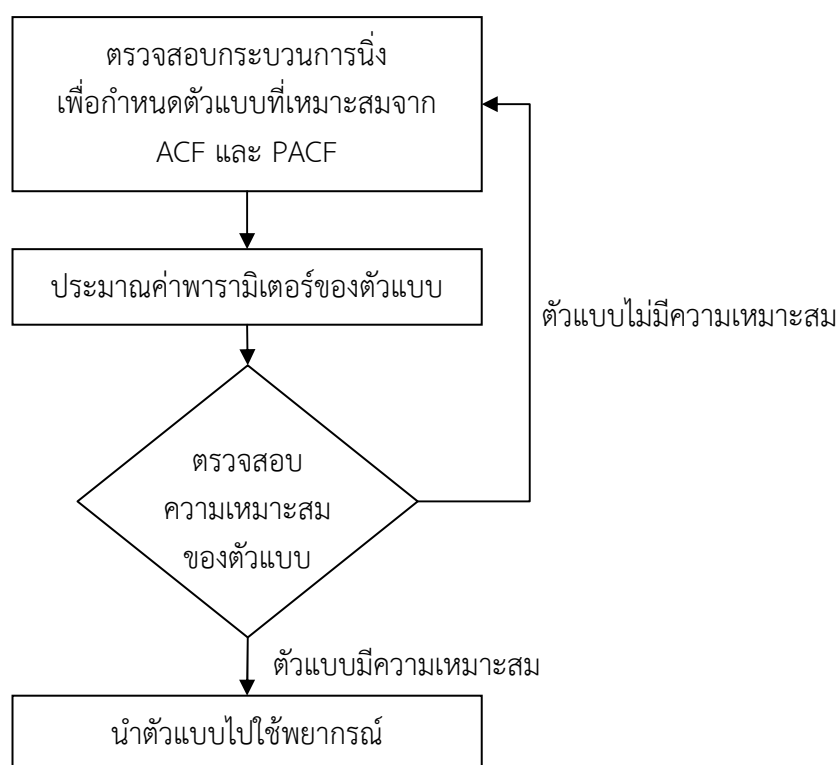 ตรวจสอบกระบวนการนิ่ง
เพื่อกำหนดตัวแบบที่เหมาะสมจาก
ACF และ PACF
ประมาณค่าพารามิเตอร์ของตัวแบบ
ตัวแบบไม่มีความเหมาะสม
ตรวจสอบ
ความเหมาะสม
ของตัวแบบ
ตัวแบบมีความเหมาะสม
นำตัวแบบไปใช้พยากรณ์